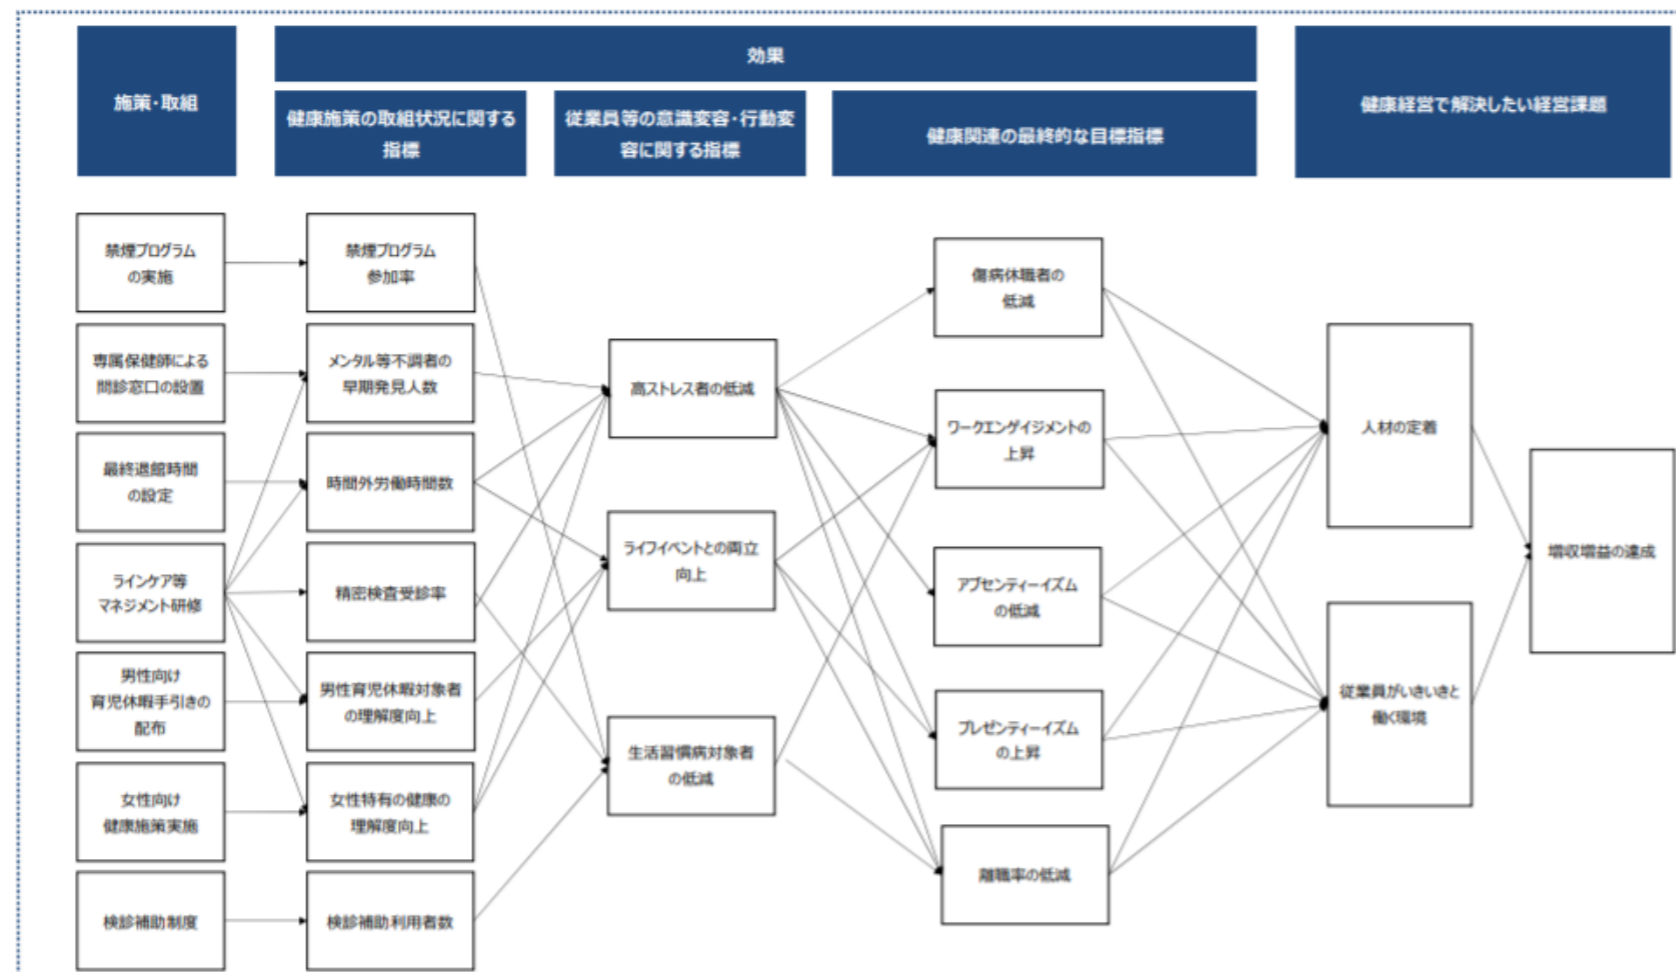 施策・取組
効果
健康施策の取組状況に関する
指標
従業員等の意識変容・行動変
容に関する指標
健康関連の最終的な目標指標
健康経営で解決したい経営課題
禁煙プログラム
の実施
専属保健師による
問診窓口の設置
最終退館時間
の設定
ラインケア等
マネジメント研修
男性向け
育児休暇手引きの
配布
女性向け
健康施策実施
検診補助制度
禁煙プログラム
参加率
メンタル等不調者の
早期発見人数
時間外労働時間数
精密検査受診率
男性育児休暇対象者
の理解度向上
女性特有の健康の
理解度向上
検診補助利用者数
高ストレス者の低減
ライフイベントとの両立
向上
生活習慣病対象者
の低減
傷病休職者の
低減
ワークエンゲイジメントの
上昇
アブセンティーイズム
の低減
プレゼンティーイズム
の上昇
離職率の低減
人材の定着
従業員がいきいきと
働く環境
増収増益の達成